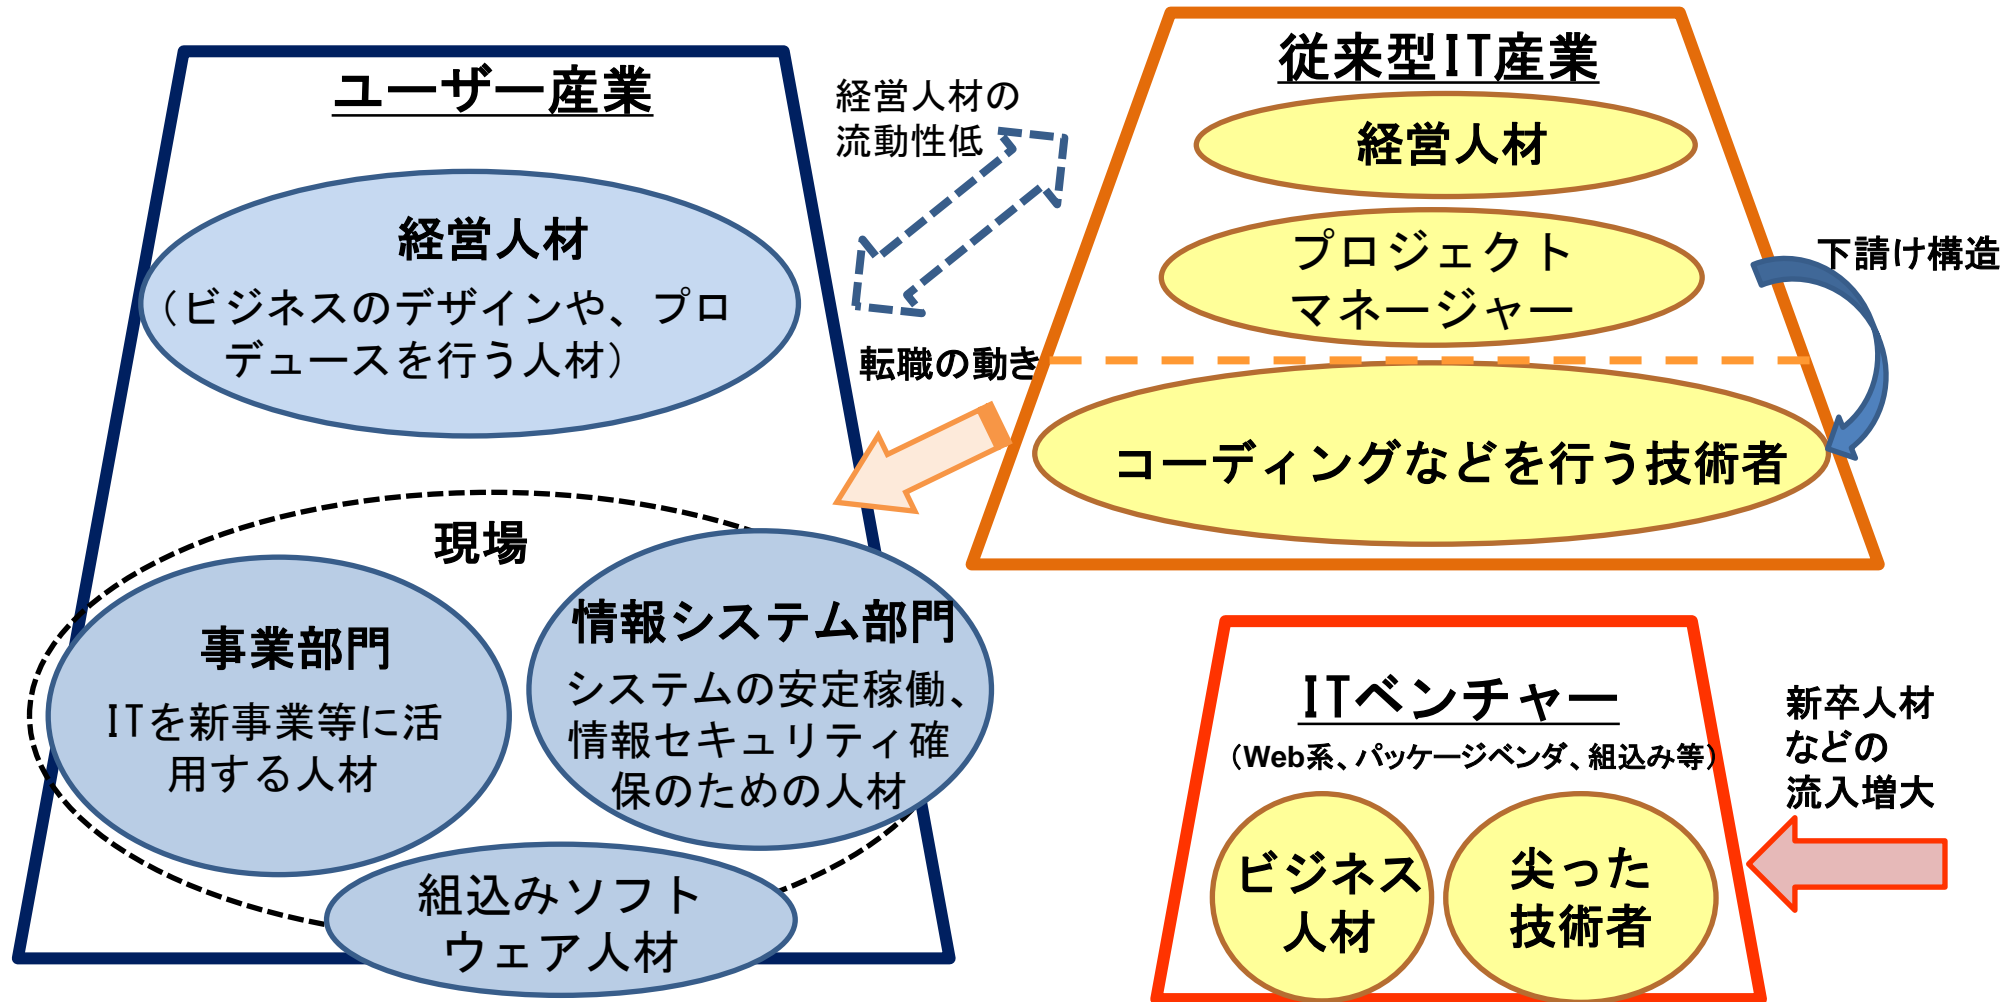 ユーザー産業
経営人材
（ビジネスのデザインや、プロ
デュースを行う人材）
現場
事業部門
ITを新事業等に活
用する人材
情報システム部門
システムの安定稼働、
情報セキュリティ確
保のための人材
組込みソフト
ウェア人材
経営人材の
流動性低
転職の動き
従来型IT産業
経営人材
プロジェクト
マネージャー
コーディングなどを行う技術者
下請け構造
ITベンチャー
（Web系、パッケージベンダ、組込み等）
ビジネス
人材
尖った
技術者
新卒人材
などの
流入増大